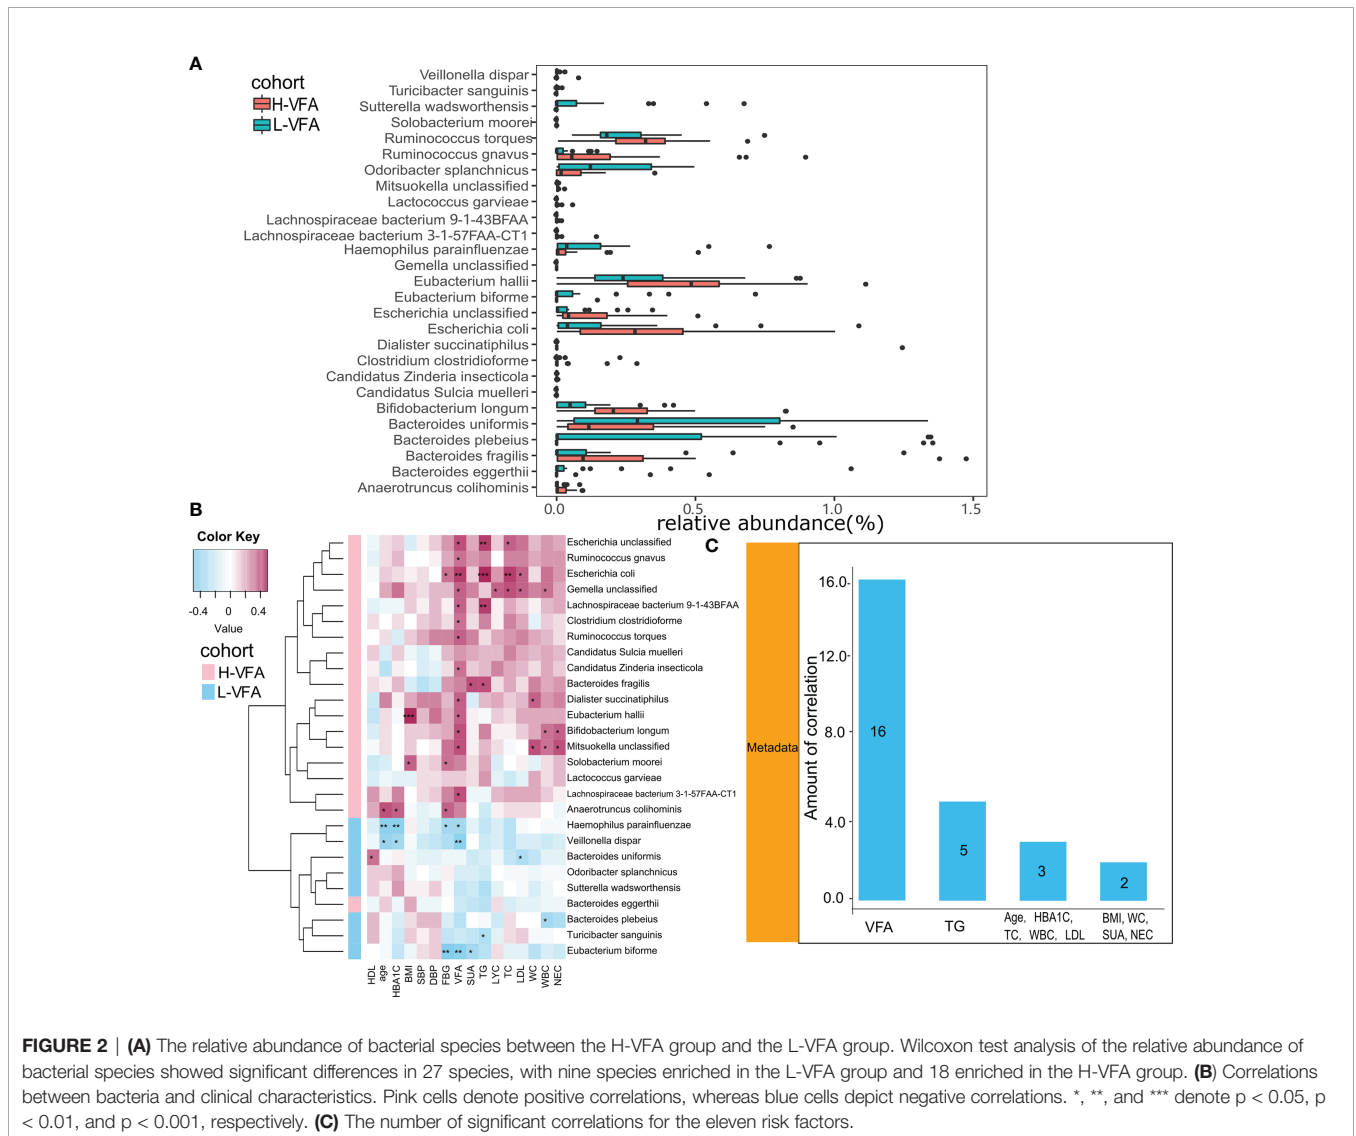 A
cohort
H-VFA
L-VFA
Veillonella dispar
Turicibacter sanguinis
Sutterella wadsworthensis
Solobacterium moorei
Ruminococcus torques
Ruminococcus gnavus
Odoribacter splanchnicus
Mitsuokella unclassified
Lactococcus garvieae
Lachnospiraceae bacterium 9-1-43BFAA
Lachnospiraceae bacterium 3-1-57FAA-CT1
Haemophilus parainfluenzae
Gemella unclassified
Eubacterium hallii
Eubacterium biforme
Escherichia unclassified
Escherichia coli
Dialister succinatiphilus
Clostridium clostridioforme
Candidatus Zinderia insecticola
Candidatus Sulcia muelleri
Bifidobacterium longum
Bacteroides uniformis
Bacteroides plebeius
Bacteroides fragilis
Bacteroides eggerthii
Anaerotruncus colihominis
0.0 0.5 1.0 1.5
relative abundance(%)
B
Color Key
-0.4 0 0.4
Value
cohort
H-VFA
L-VFA
Escherichia unclassified
Ruminococcus gnavus
Escherichia coli
Gemella unclassified
Lachnospiraceae bacterium 9-1-43BFAA
Clostridium clostridioforme
Ruminococcus torques
Candidatus Sulcia muelleri
Candidatus Zinderia insecticola
Bacteroides fragilis
Dialister succinatiphilus
Eubacterium hallii
Bifidobacterium longum
Mitsuokella unclassified
Solobacterium moorei
Lactococcus garvieae
Lachnospiraceae bacterium 3-1-57FAA-CT1
Anaerotruncus colihominis
Haemophilus parainfluenzae
Veillonella dispar
Bacteroides uniformis
Odoribacter splanchnicus
Sutterella wadsworthensis
Bacteroides eggerthii
Bacteroides plebeius
Turicibacter sanguinis
Eubacterium biforme
HDL age HBA1C BMI SBP DBP FBG VFA SUA TG LYC TC LDL WC WBC NEC
C
Metadata
Amount of correlation
16.0
12.0
8.0
4.0
0.0
16
5
3
2
VFA
TG
Age, HBA1C,
TC, WBC, LDL
BMI, WC,
SUA, NEC
FIGURE 2 | (A) The relative abundance of bacterial species between the H-VFA group and the L-VFA group. Wilcoxon test analysis of the relative abundance of
bacterial species showed significant differences in 27 species, with nine species enriched in the L-VFA group and 18 enriched in the H-VFA group. (B) Correlations
between bacteria and clinical characteristics. Pink cells denote positive correlations, whereas blue cells depict negative correlations. *, **, and *** denote p < 0.05, p
< 0.01, and p < 0.001, respectively. (C) The number of significant correlations for the eleven risk factors.